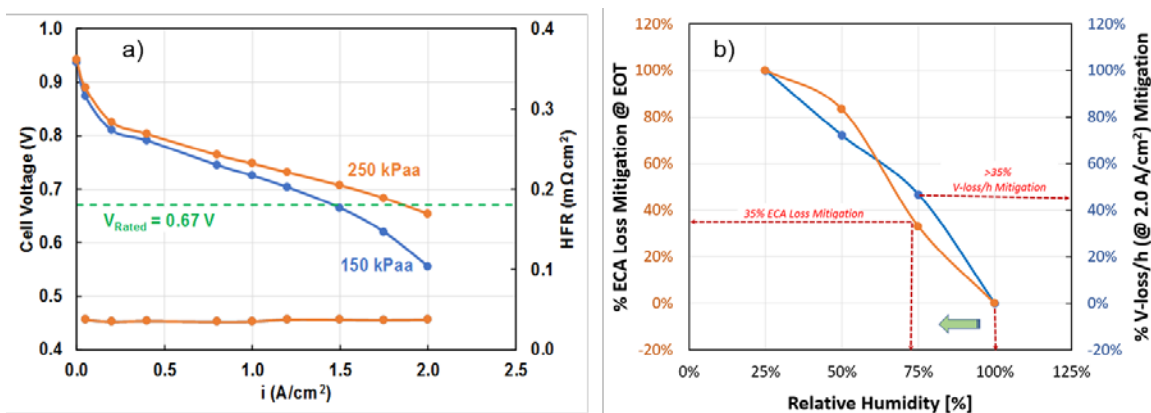 a)
1.0
0.9
0.8
0.7
0.6
0.5
0.4
Cell Voltage (V)
250 kPaa
V_Rated = 0.67 V
150 kPaa
0.4
0.3
0.2
0.1
0.0
HFR (mΩ cm²)
0.0 0.5 1.0 1.5 2.0 2.5
i (A/cm²)
b)
120%
100%
80%
60%
40%
20%
0%
-20%
% ECA Loss Mitigation @ EOT
>35%
V-loss/h Mitigation
35% ECA Loss Mitigation
120%
100%
80%
60%
40%
20%
0%
-20%
% V-loss/h (@ 2.0 A/cm²) Mitigation
0% 25% 50% 75% 100% 125%
Relative Humidity [%]